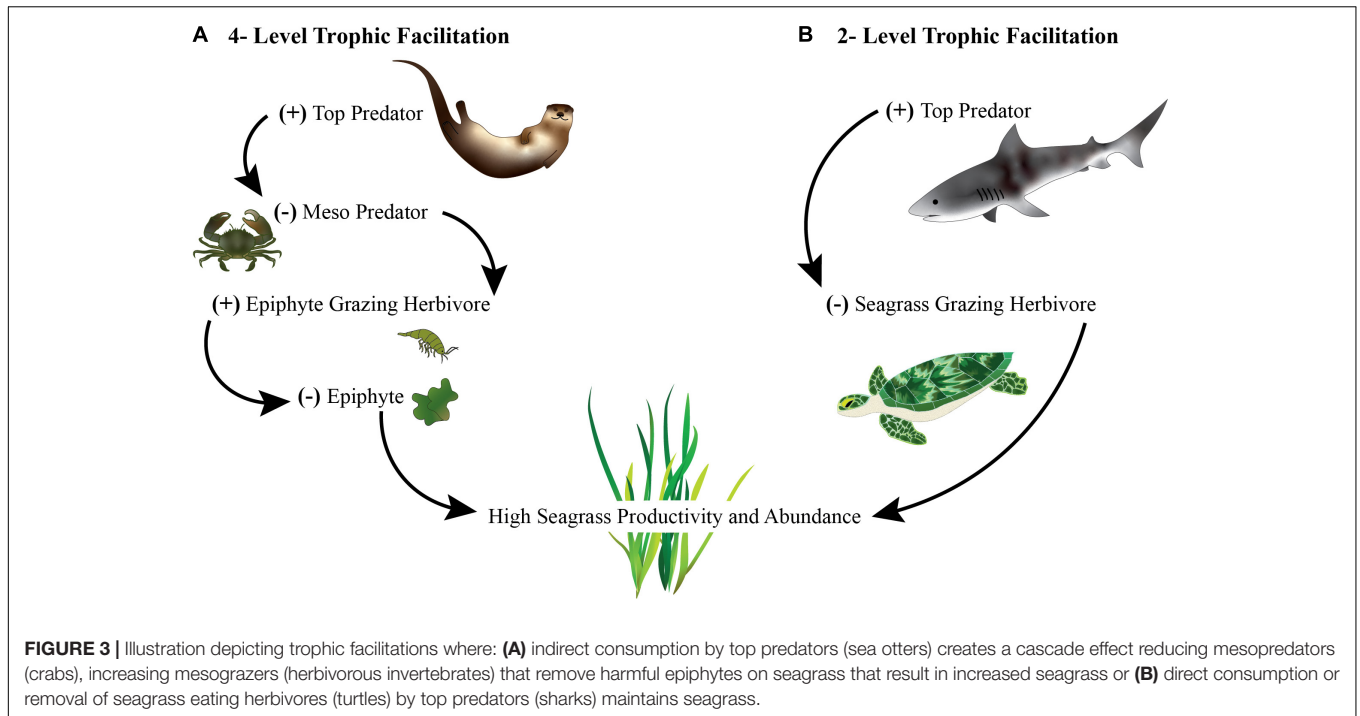 A 4- Level Trophic Facilitation
B 2- Level Trophic Facilitation
(+) Top Predator
(-) Meso Predator
(+) Epiphyte Grazing Herbivore
(-) Epiphyte
(+) Top Predator
(-) Seagrass Grazing Herbivore
High Seagrass Productivity and Abundance
FIGURE 3 | Illustration depicting trophic facilitations where: (A) indirect consumption by top predators (sea otters) creates a cascade effect reducing mesopredators
(crabs), increasing mesograzers (herbivorous invertebrates) that remove harmful epiphytes on seagrass that result in increased seagrass or (B) direct consumption or
removal of seagrass eating herbivores (turtles) by top predators (sharks) maintains seagrass.